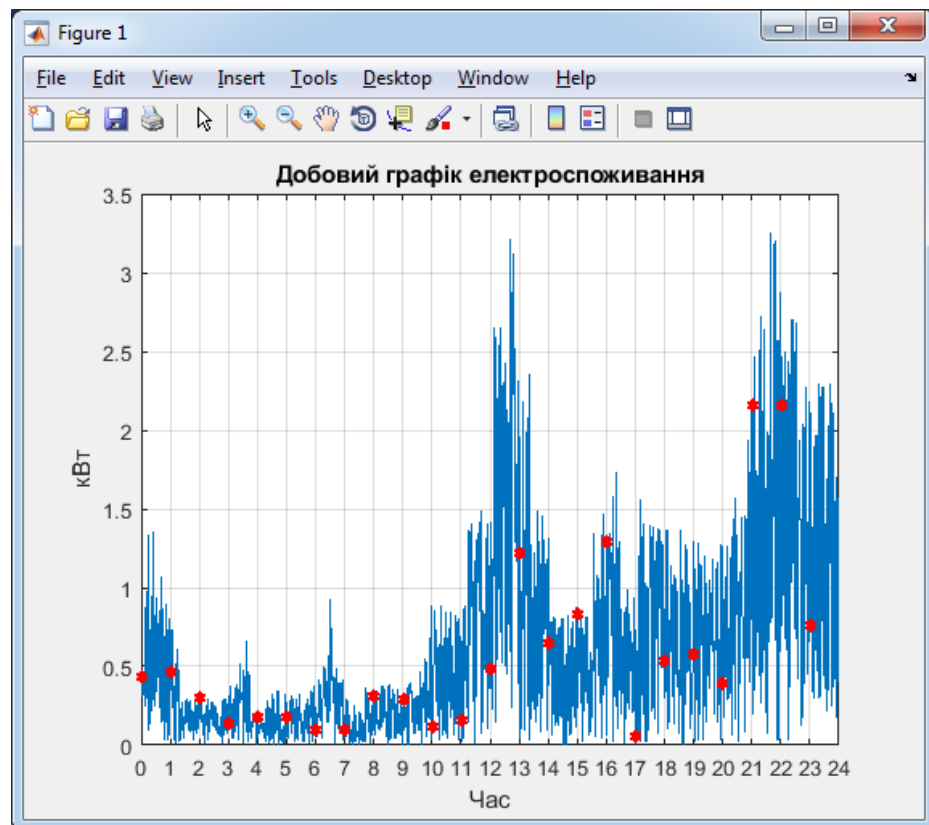 Figure 1
File Edit View Insert Tools Desktop Window Help
Добовий графік електроспоживання
3.5
3
2.5
2
1.5
1
0.5
0
кВт
0 1 2 3 4 5 6 7 8 9 10 11 12 13 14 15 16 17 18 19 20 21 22 23 24
Час